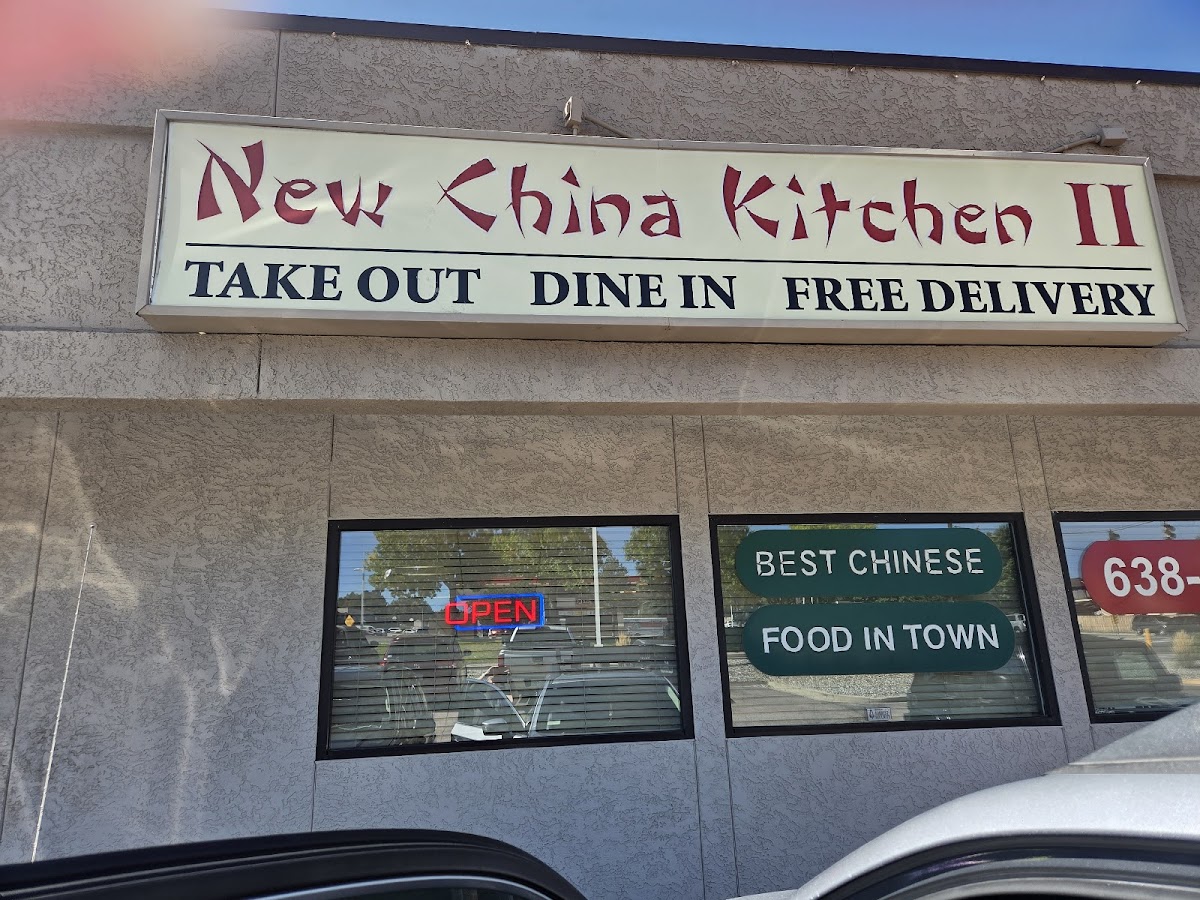 New China Kitchen II
TAKE OUT DINE IN FREE DELIVERY
OPEN
BEST CHINESE
FOOD IN TOWN
638-